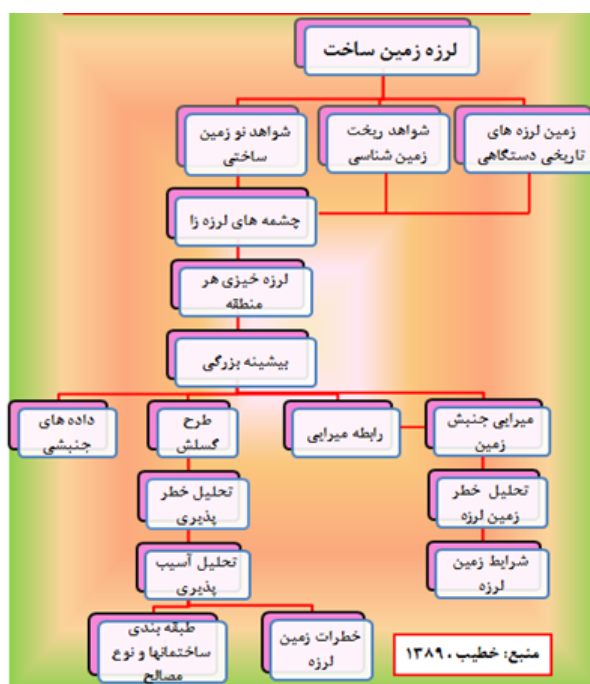 لرزه زمین ساخت
زمین لرزه های
تاریخی دستگاهی
شواهد ریخت
زمین شناسی
شواهد نو زمین
ساختی
چشمه های لرزه زا
لرزه خیزی هر
منطقه
بیشینه بزرگی
میرایی جنبش
زمین
رابطه میرایی
طرح
گسلش
داده های
جنبشی
تحلیل خطر
زمین لرزه
تحلیل خطر
پذیری
شرایط زمین
لرزه
تحلیل آسیب
پذیری
خطرات زمین
لرزه
طبقه بندی
ساختمانها و نوع
مصالح
منبع: خطیب ، ۱۳۸۹